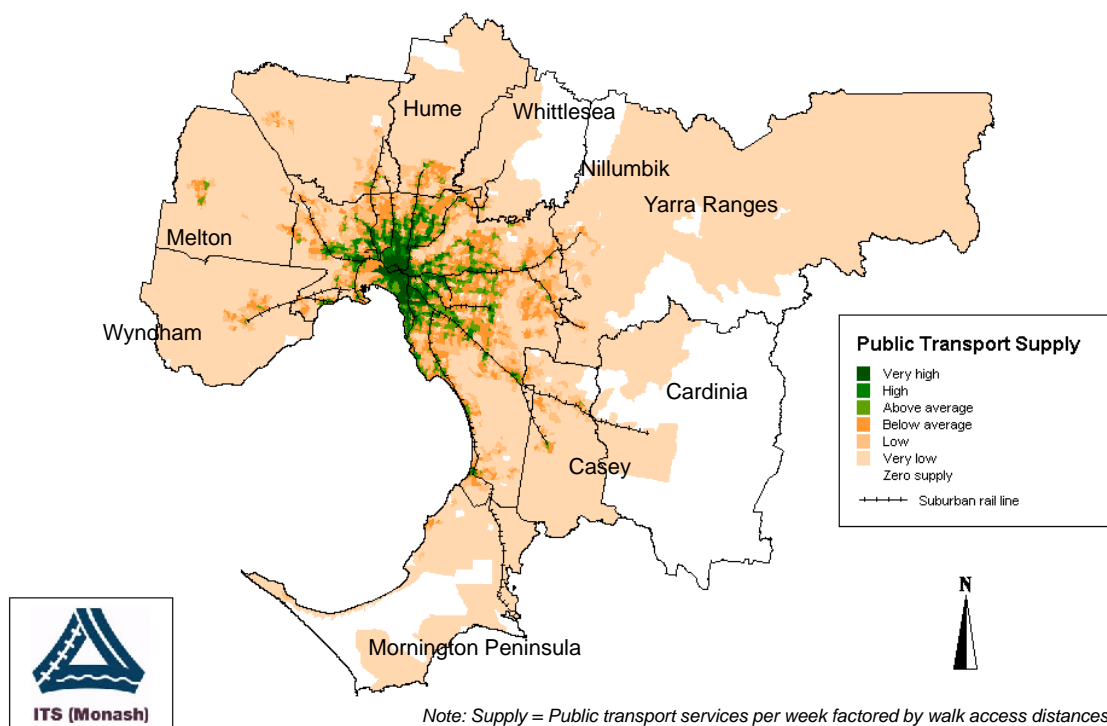 Hume
Whittlesea
Nillumbik
Yarra Ranges
Melton
Wyndham
Cardinia
Casey
Mornington Peninsula
Public Transport Supply
Very high
High
Above average
Below average
Low
Very low
Zero supply
Suburban rail line
N
ITS (Monash)
Note: Supply = Public transport services per week factored by walk access distances